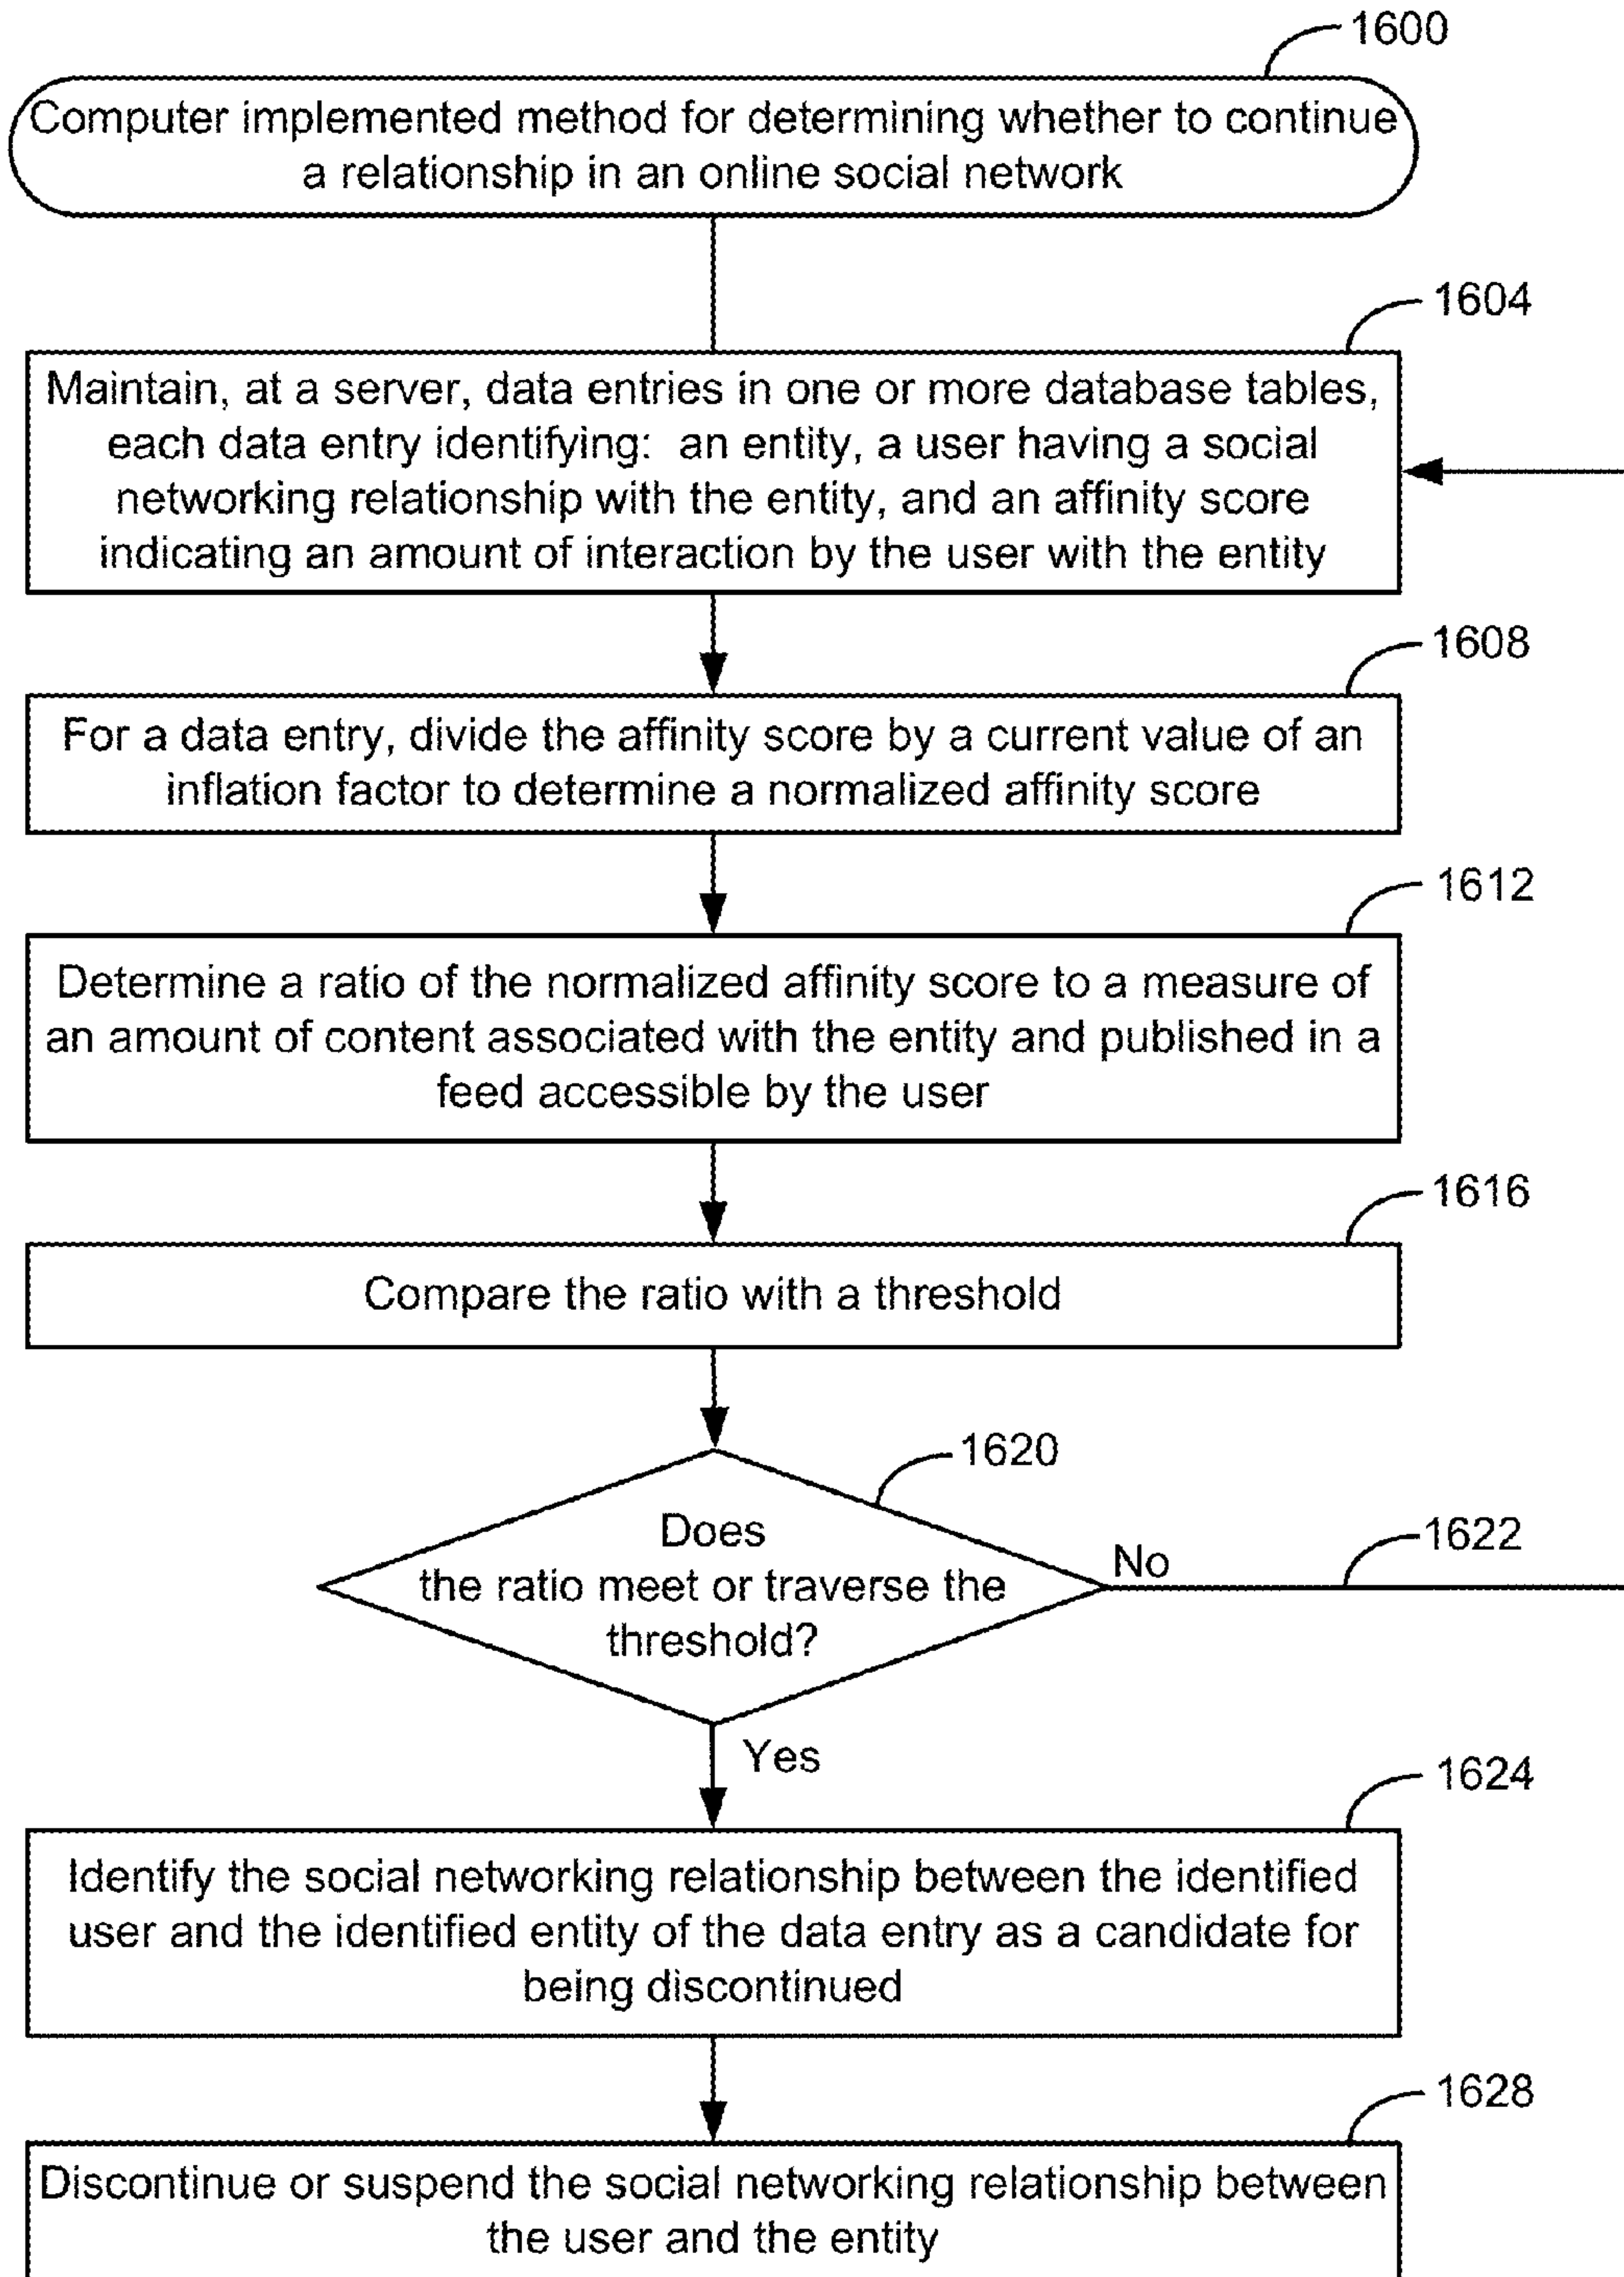 1600
Computer implemented method for determining whether to continue
a relationship in an online social network
1604
Maintain, at a server, data entries in one or more database tables,
each data entry identifying: an entity, a user having a social
networking relationship with the entity, and an affinity score
indicating an amount of interaction by the user with the entity
1608
For a data entry, divide the affinity score by a current value of an
inflation factor to determine a normalized affinity score
1612
Determine a ratio of the normalized affinity score to a measure of
an amount of content associated with the entity and published in a
feed accessible by the user
1616
Compare the ratio with a threshold
1620
Does
the ratio meet or traverse the
threshold?
No
1622
Yes
1624
Identify the social networking relationship between the identified
user and the identified entity of the data entry as a candidate for
being discontinued
1628
Discontinue or suspend the social networking relationship between
the user and the entity